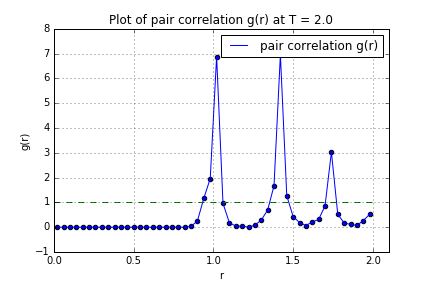 Plot of pair correlation g(r) at T = 2.0
8
7
6
5
4
3
2
1
0
−1
g(r)
pair correlation g(r)
0.0 0.5 1.0 1.5 2.0
r